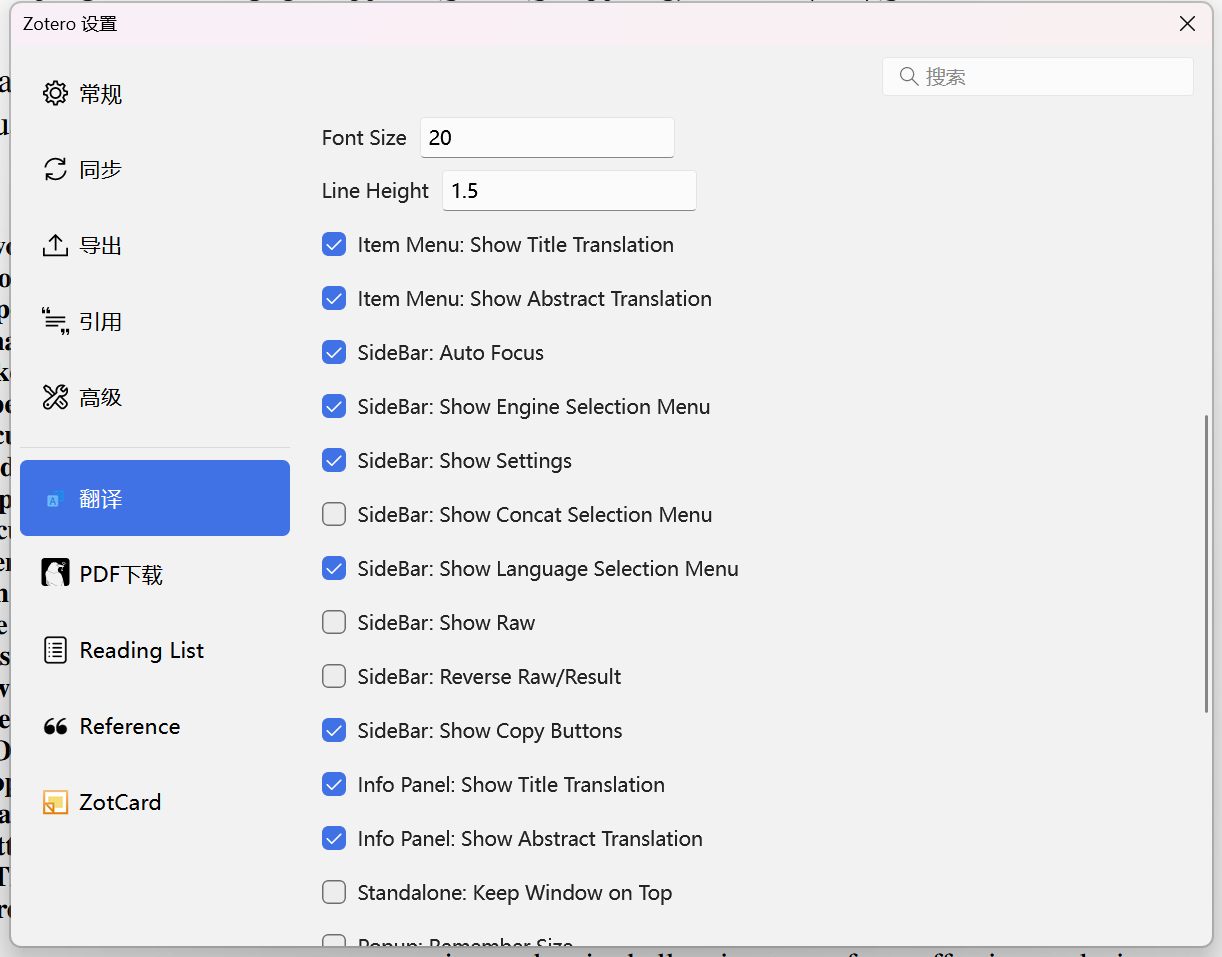 Zotero 设置
搜索
常规
同步
导出
引用
高级
翻译
PDF下载
Reading List
Reference
ZotCard
Font Size 20
Line Height 1.5
Item Menu: Show Title Translation
Item Menu: Show Abstract Translation
SideBar: Auto Focus
SideBar: Show Engine Selection Menu
SideBar: Show Settings
SideBar: Show Concat Selection Menu
SideBar: Show Language Selection Menu
SideBar: Show Raw
SideBar: Reverse Raw/Result
SideBar: Show Copy Buttons
Info Panel: Show Title Translation
Info Panel: Show Abstract Translation
Standalone: Keep Window on Top
Popup: Remember Size